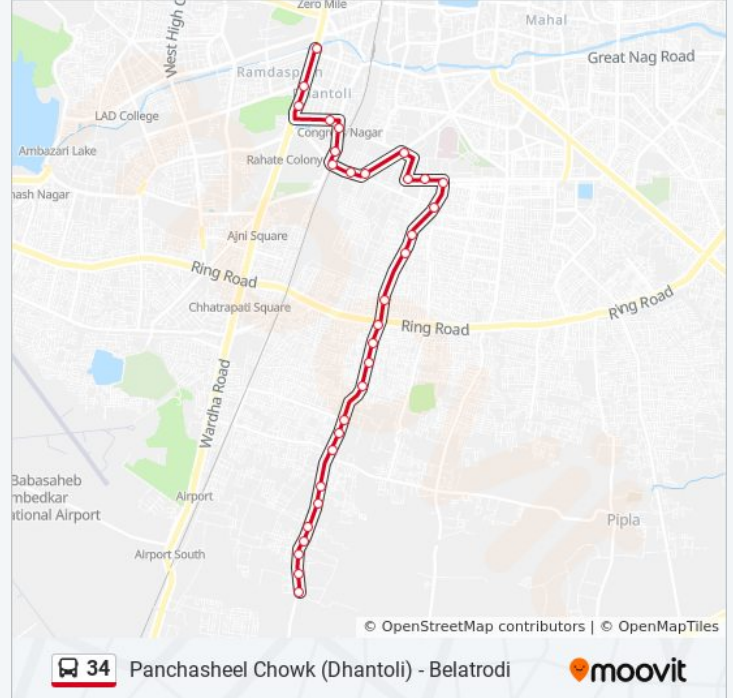 Zero Mile
Mahal
West High C
Great Nag Road
Ramdaspeth
Dhantoli
LAD College
Congress Nagar
Ambazari Lake
Rahate Colony
ash Nagar
Ajni Square
Ring Road
Chhatrapati Square
Ring Road
Ring Road
Wardha Road
Babasaheb
mbedkar
ational Airport
Airport
Pipla
Airport South
© OpenStreetMap contributors | © OpenMapTiles
34 Panchasheel Chowk (Dhantoli) - Belatrodi
moovit